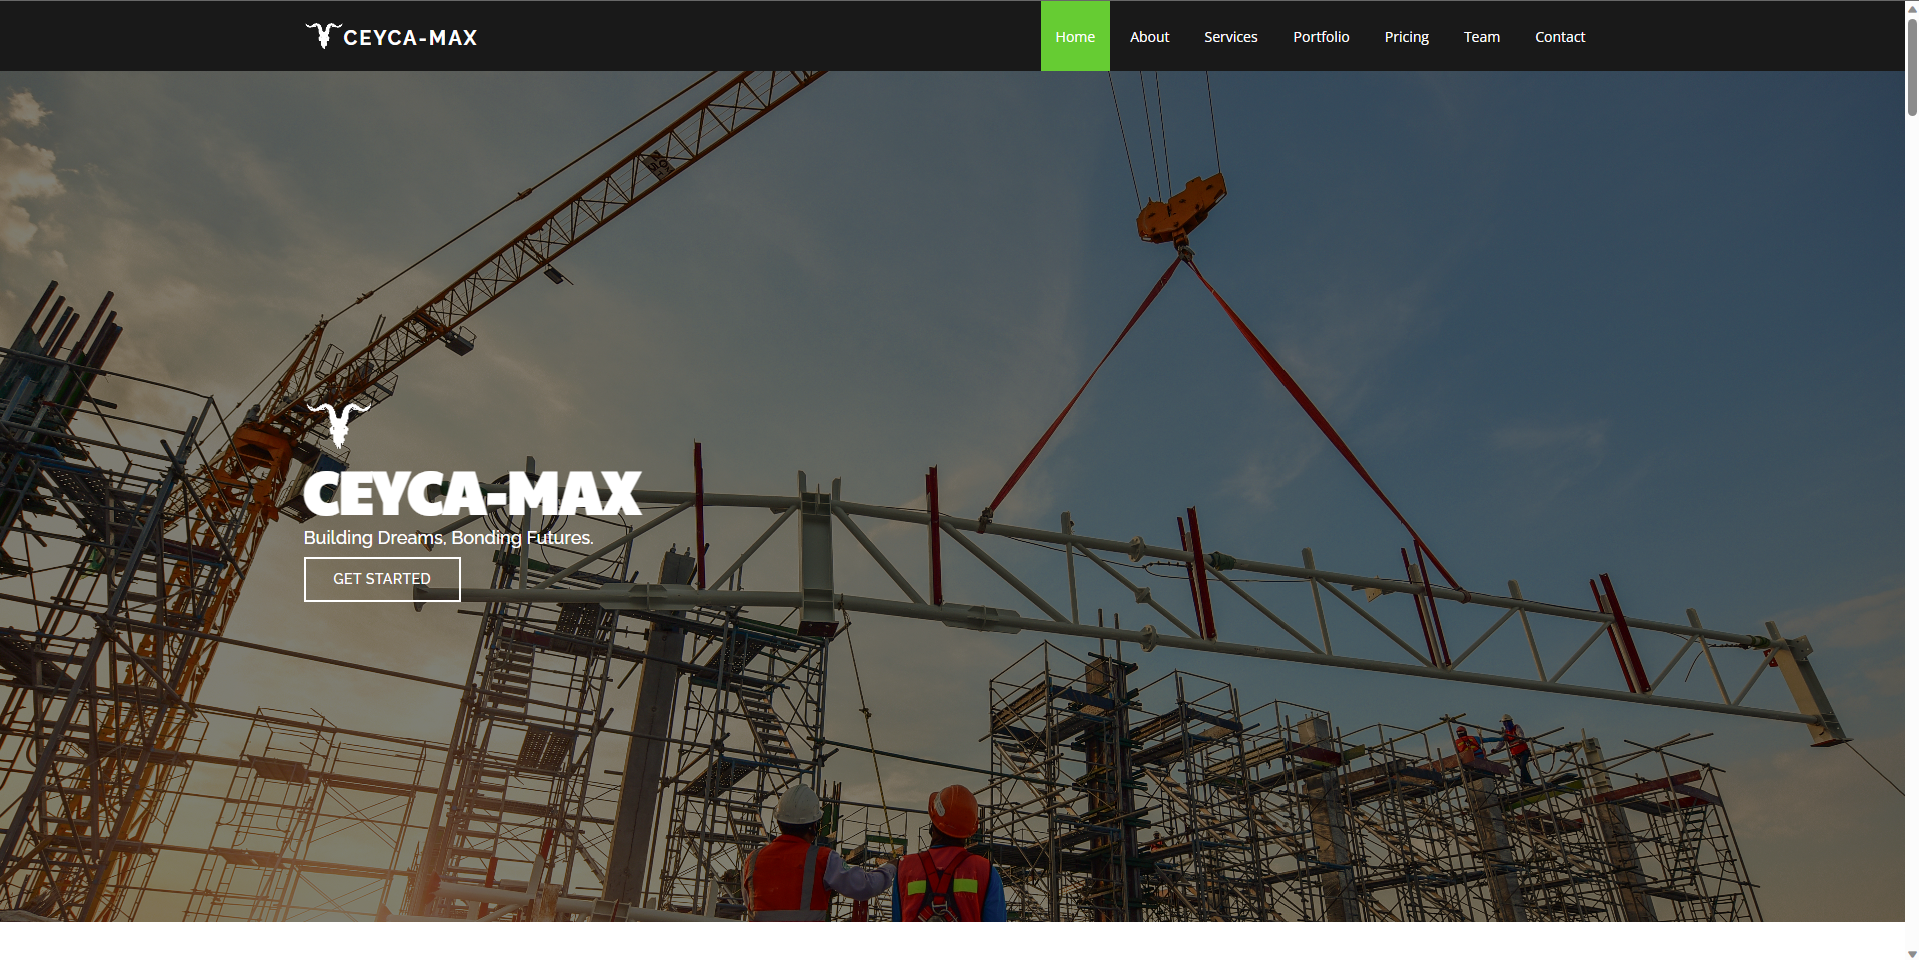 CEYCA-MAX
Home About Services Portfolio Pricing Team Contact
CEYCA-MAX
Building Dreams, Bonding Futures.
GET STARTED